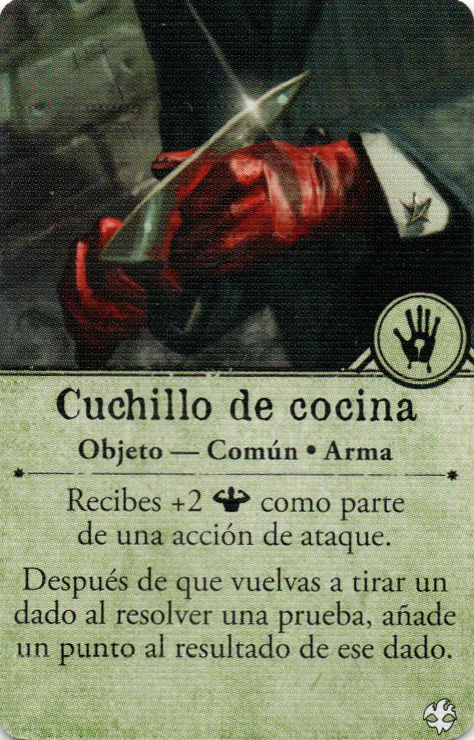 Cuchillo de cocina
Objeto — Común • Arma
Recibes +2 como parte
de una acción de ataque.
Después de que vuelvas a tirar un
dado al resolver una prueba, añade
un punto al resultado de ese dado.